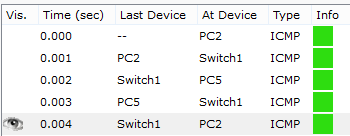 Vis. Time (sec) Last Device At Device Type Info
0.000 -- PC2 ICMP
0.001 PC2 Switch1 ICMP
0.002 Switch1 PC5 ICMP
0.003 PC5 Switch1 ICMP
0.004 Switch1 PC2 ICMP